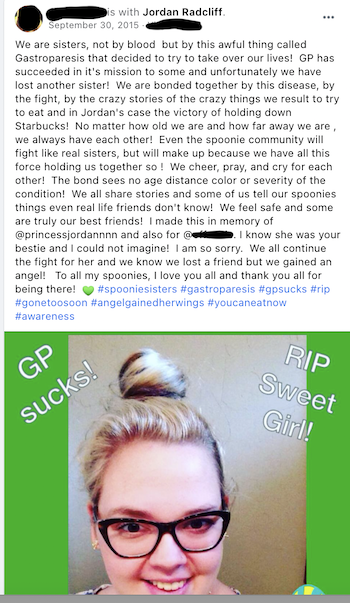 is with Jordan Radcliff.
September 30, 2015 ·
We are sisters, not by blood but by this awful thing called
Gastroparesis that decided to try to take over our lives! GP has
succeeded in it's mission to some and unfortunately we have
lost another sister! We are bonded together by this disease, by
the fight, by the crazy stories of the crazy things we result to try
to eat and in Jordan's case the victory of holding down
Starbucks! No matter how old we are and how far away we are ,
we always have each other! Even the spoonie community will
fight like real sisters, but will make up because we have all this
force holding us together so ! We cheer, pray, and cry for each
other! The bond sees no age distance color or severity of the
condition! We all share stories and some of us tell our spoonies
things even real life friends don't know! We feel safe and some
are truly our best friends! I made this in memory of
@princessjordannnn and also for @ . I know she was your
bestie and I could not imagine! I am so sorry. We all continue
the fight for her and we know we lost a friend but we gained an
angel! To all my spoonies, I love you all and thank you all for
being there! 💚 #spooniesisters #gastroparesis #gpsucks #rip
#gonetoosoon #angelgainedherwings #youcaneatnow
#awareness
GP
sucks!
RIP
Sweet
Girl!